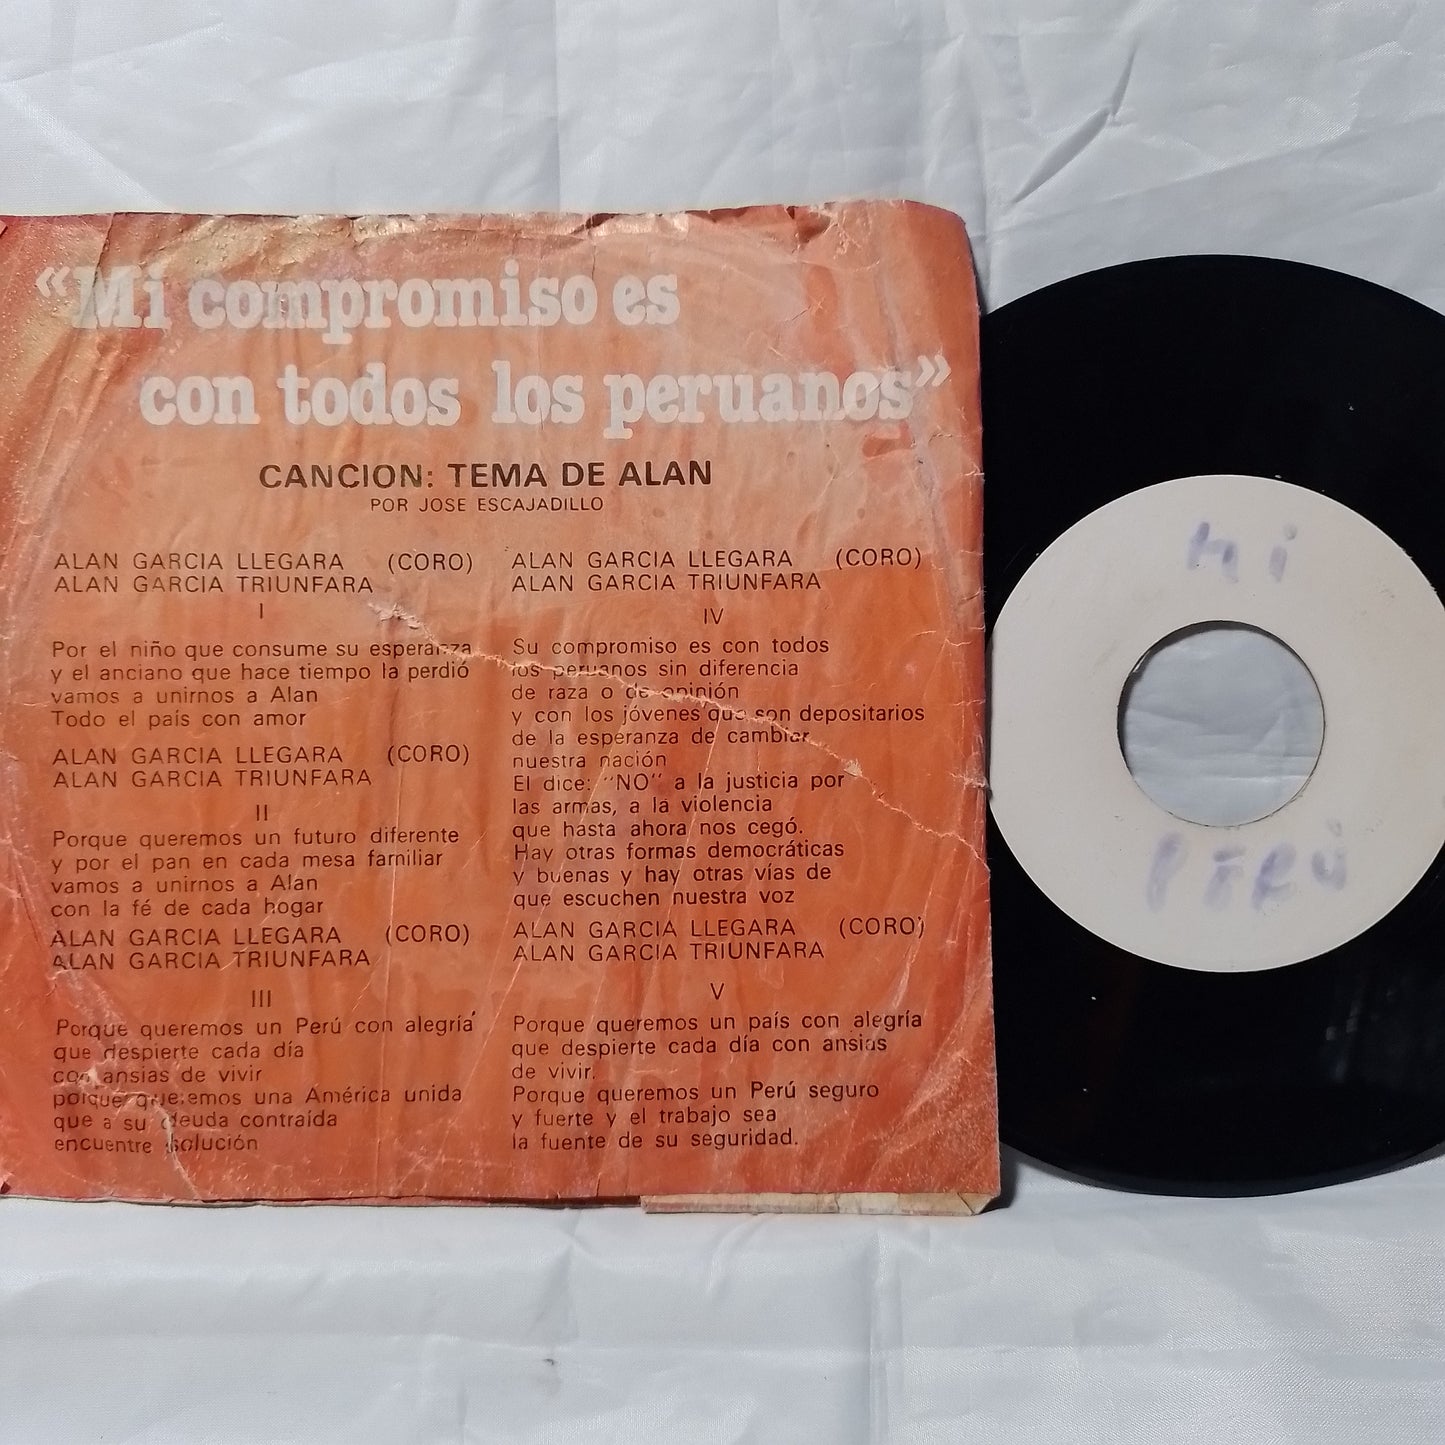 «Mi compromiso es
con todos los peruanos»
CANCION: TEMA DE ALAN
POR JOSE ESCAJADILLO
ALAN GARCIA LLEGARA (CORO)
ALAN GARCIA TRIUNFARA
I
Por el niño que consume su esperanza
y el anciano que hace tiempo la perdió
vamos a unirnos a Alan
Todo el país con amor
ALAN GARCIA LLEGARA (CORO)
ALAN GARCIA TRIUNFARA
II
Porque queremos un futuro diferente
y por el pan en cada mesa familiar
vamos a unirnos a Alan
con la fé de cada hogar
ALAN GARCIA LLEGARA (CORO)
ALAN GARCIA TRIUNFARA
III
Porque queremos un Perú con alegría
que despierte cada día
con ansias de vivir
porque queremos una América unida
que a su deuda contraída
encuentre solución
ALAN GARCIA LLEGARA (CORO)
ALAN GARCIA TRIUNFARA
IV
Su compromiso es con todos
los peruanos sin diferencia
de raza o de opinión
y con los jóvenes que son depositarios
de la esperanza de cambiar
nuestra nación
El dice: "NO" a la justicia por
las armas, a la violencia
que hasta ahora nos cegó.
Hay otras formas democráticas
y buenas y hay otras vías de
que escuchen nuestra voz
ALAN GARCIA LLEGARA (CORO)
ALAN GARCIA TRIUNFARA
V
Porque queremos un país con alegría
que despierte cada día con ansias
de vivir.
Porque queremos un Perú seguro
y fuerte y el trabajo sea
la fuente de su seguridad.
Mi
PERÚ